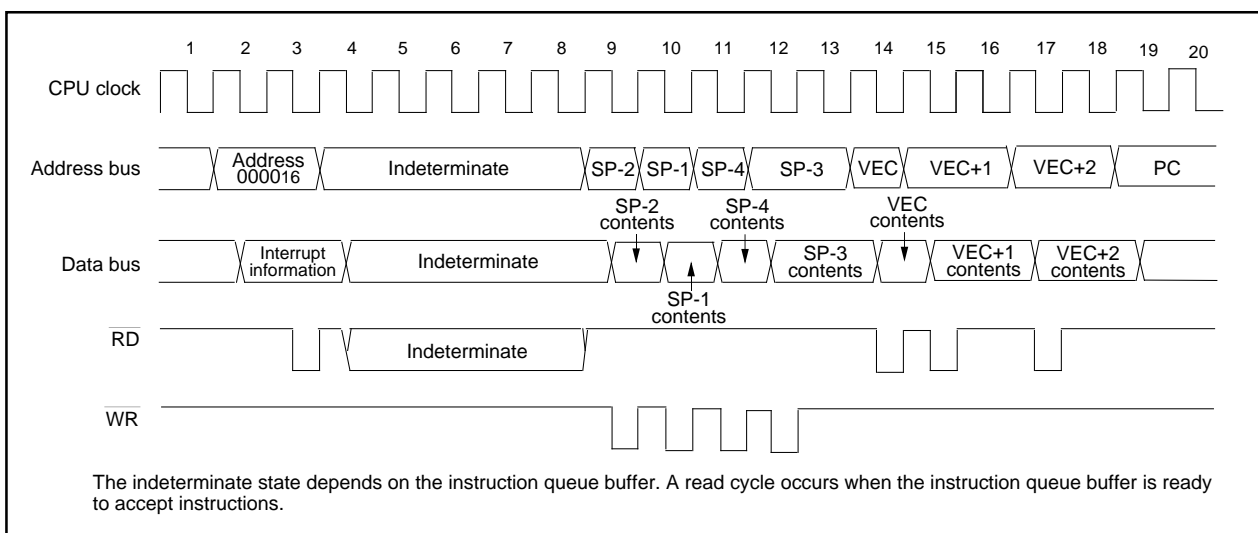 1 2 3 4 5 6 7 8 9 10 11 12 13 14 15 16 17 18 19 20
CPU clock
Address bus
Address
000016
Indeterminate
SP-2
SP-1
SP-4
SP-3
VEC
VEC+1
VEC+2
PC
SP-2
contents
SP-4
contents
VEC
contents
Data bus
Interrupt
information
Indeterminate
SP-3
contents
VEC+1
contents
VEC+2
contents
SP-1
contents
RD
Indeterminate
WR
The indeterminate state depends on the instruction queue buffer. A read cycle occurs when the instruction queue buffer is ready
to accept instructions.